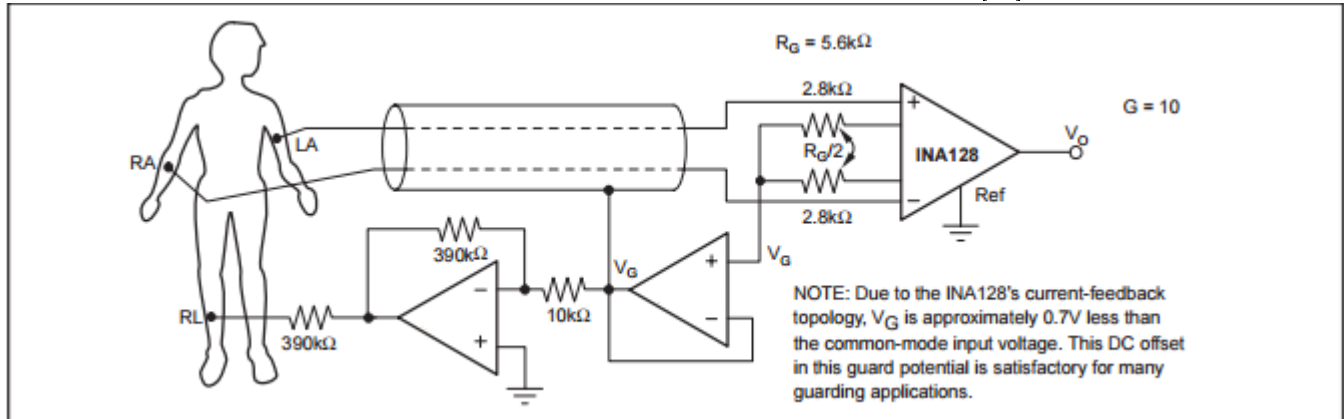 R_G = 5.6kΩ
2.8kΩ
G = 10
LA
RA
R_G/2
INA128
V_O
Ref
2.8kΩ
390kΩ
V_G
V_G
10kΩ
RL
390kΩ
NOTE: Due to the INA128's current-feedback
topology, V_G is approximately 0.7V less than
the common-mode input voltage. This DC offset
in this guard potential is satisfactory for many
guarding applications.